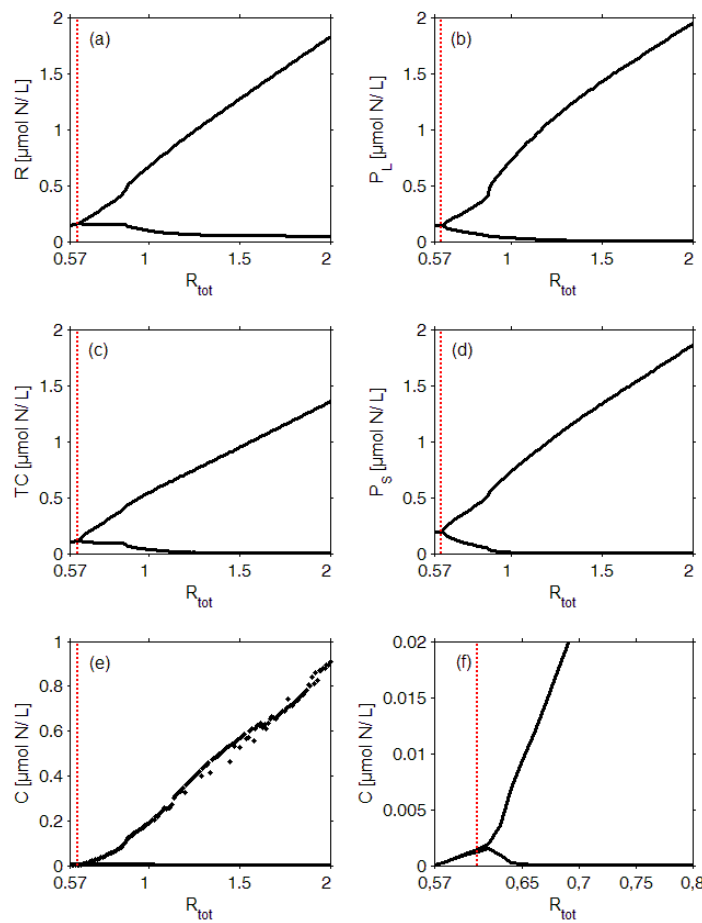 (a)
R [µmol N/ L]
2
1.5
1
0.5
0
0.57 1 1.5 2
R_tot
(b)
P_L [µmol N/ L]
2
1.5
1
0.5
0
0.57 1 1.5 2
R_tot
(c)
TC [µmol N/ L]
2
1.5
1
0.5
0
0.57 1 1.5 2
R_tot
(d)
P_S [µmol N/ L]
2
1.5
1
0.5
0
0.57 1 1.5 2
R_tot
(e)
C [µmol N/ L]
1
0.8
0.6
0.4
0.2
0
0.57 1 1.5 2
R_tot
(f)
C [µmol N/ L]
0.02
0.015
0.01
0.005
0
0,57 0,65 0,7 0,75 0,8
R_tot